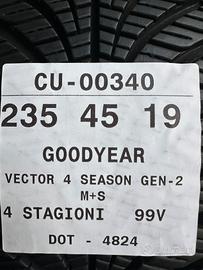 CU-00340
235 45 19
GOODYEAR
VECTOR 4 SEASON GEN-2
M+S
4 STAGIONI 99V
DOT - 4824